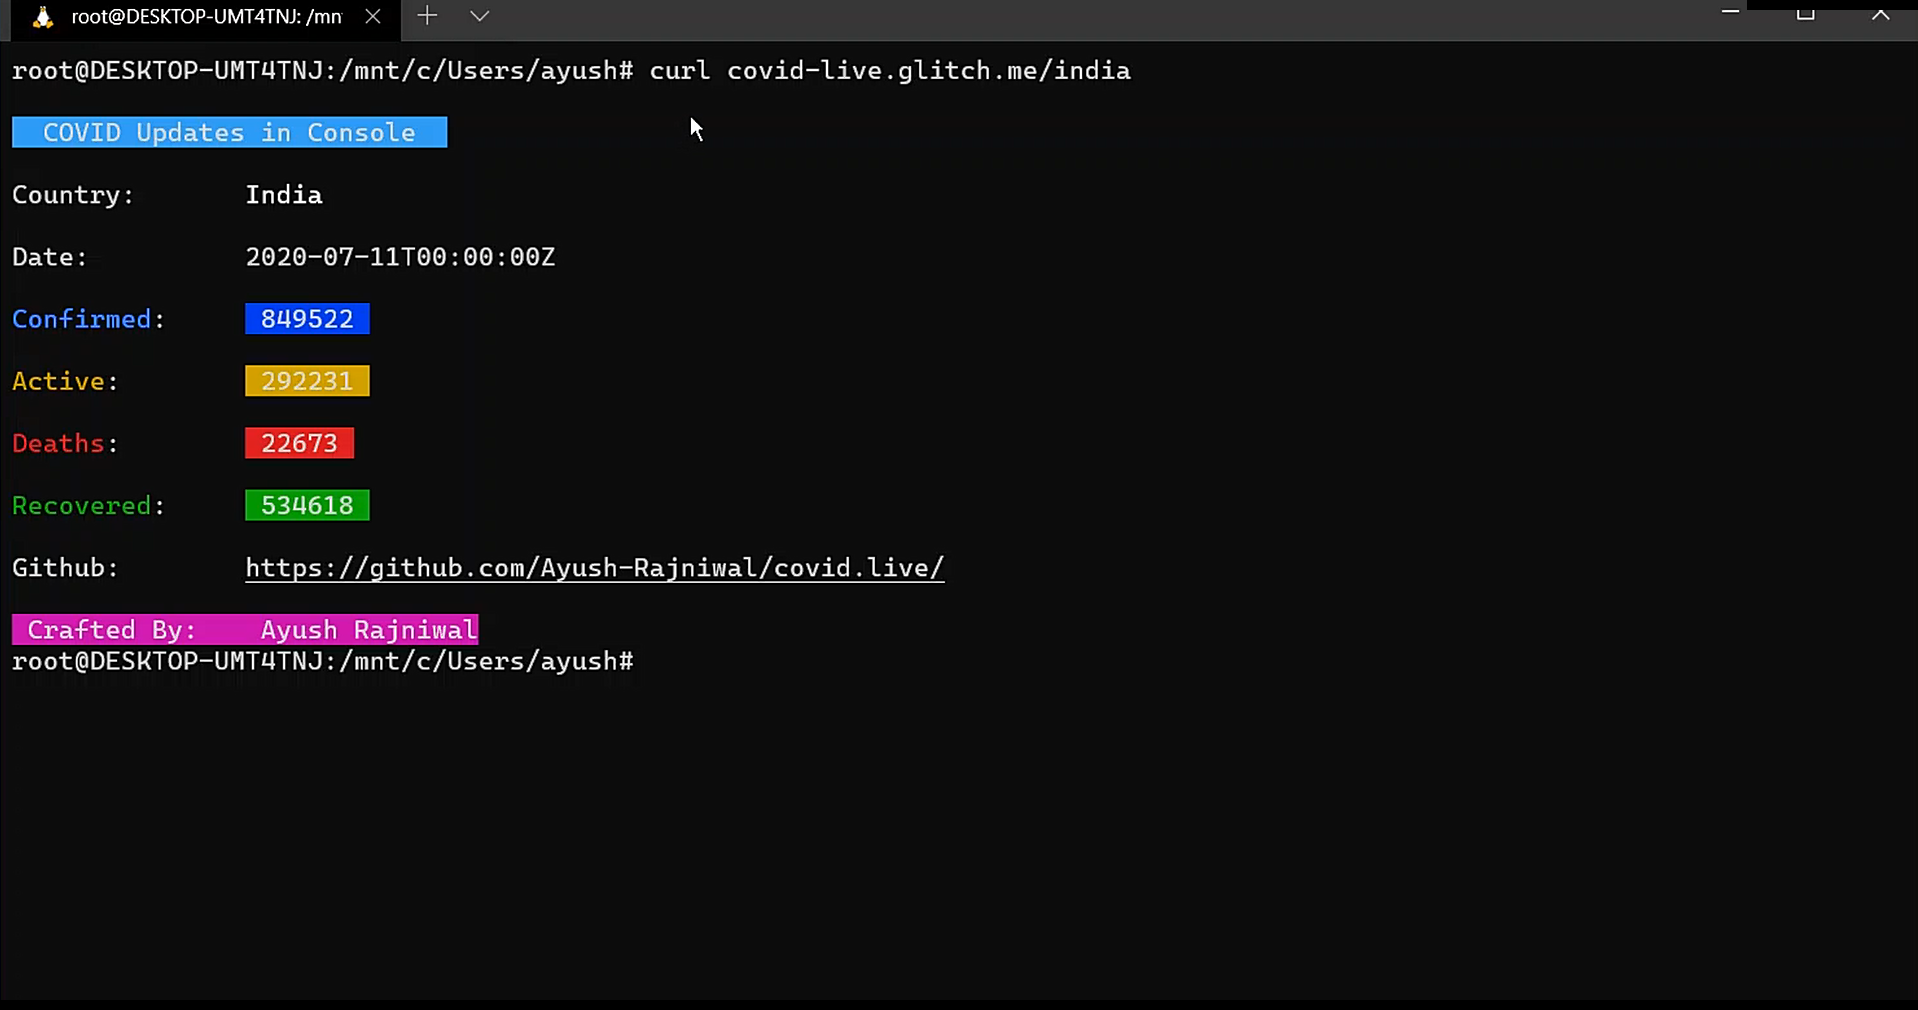 root@DESKTOP-UMT4TNJ: /mn
root@DESKTOP-UMT4TNJ:/mnt/c/Users/ayush# curl covid-live.glitch.me/india
COVID Updates in Console
Country: India
Date: 2020-07-11T00:00:00Z
Confirmed: 849522
Active: 292231
Deaths: 22673
Recovered: 534618
Github: https://github.com/Ayush-Rajniwal/covid.live/
Crafted By: Ayush Rajniwal
root@DESKTOP-UMT4TNJ:/mnt/c/Users/ayush#